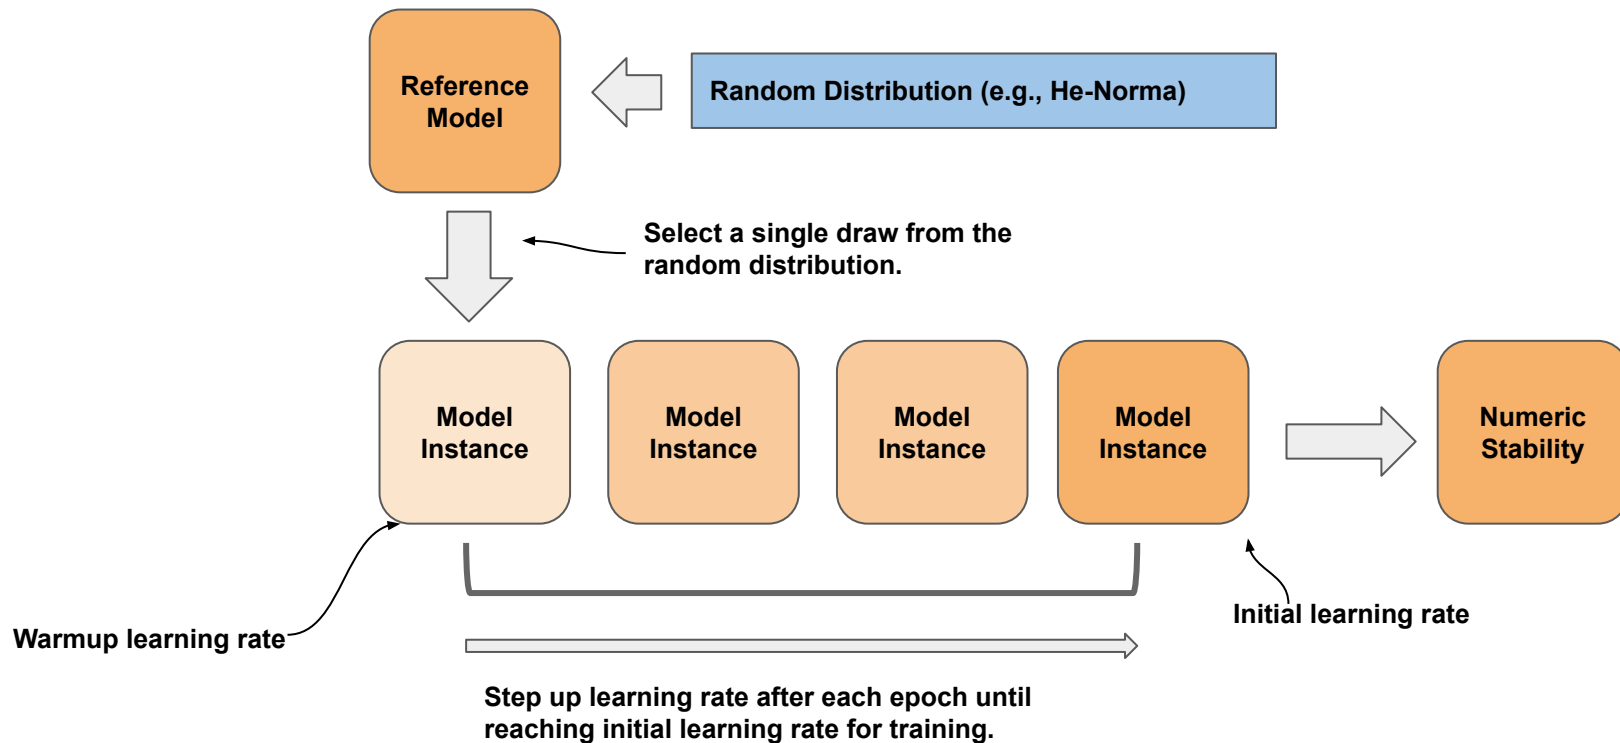 Reference
Model
Random Distribution (e.g., He-Norma)
Select a single draw from the
random distribution.
Model
Instance
Model
Instance
Model
Instance
Model
Instance
Numeric
Stability
Warmup learning rate
Initial learning rate
Step up learning rate after each epoch until
reaching initial learning rate for training.